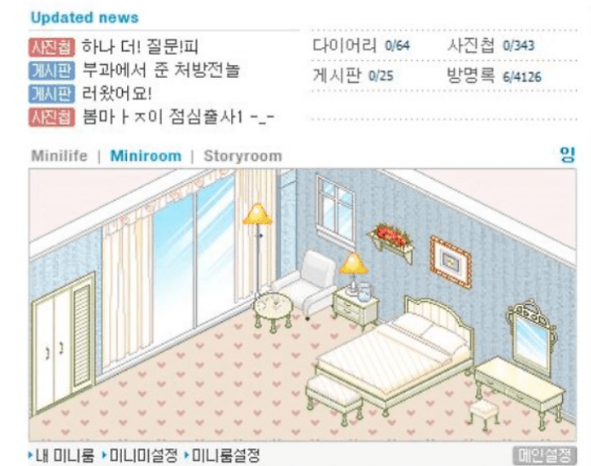 Updated news
사진첩 하나 더! 질문!피
다이어리 0/64 사진첩 0/343
게시판 부과에서 준 처방전놀
게시판 0/25 방명록 6/4126
게시판 러왔어요!
사진첩 봄마ㅏㅈ이 점심출사1 -_-
Minilife | Miniroom | Storyroom
잉
내 미니룸 미니미설정 미니룸설정
메인설정